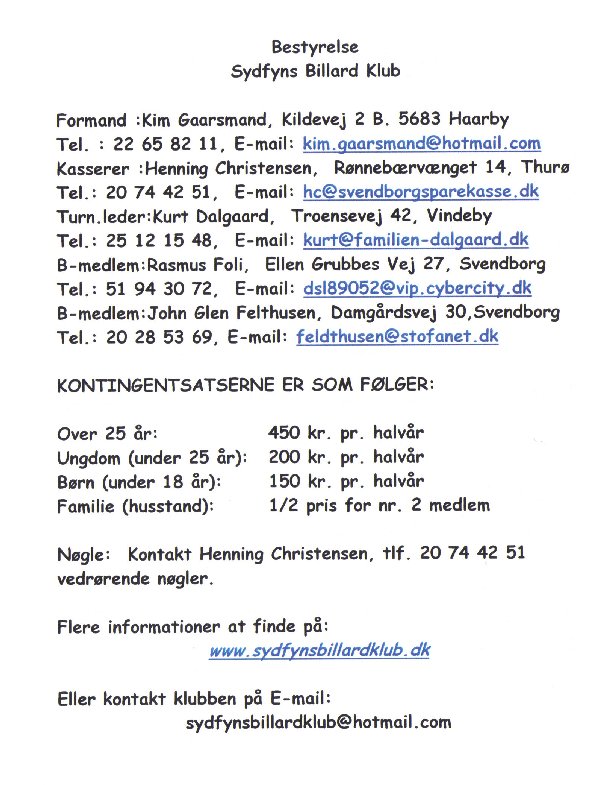 Bestyrelse
Sydfyns Billard Klub
Formand :Kim Gaarsmand, Kildevej 2 B. 5683 Haarby
Tel. : 22 65 82 11, E-mail: kim.gaarsmand@hotmail.com
Kasserer :Henning Christensen, Rønnebærvænget 14, Thurø
Tel.: 20 74 42 51, E-mail: hc@svendborgsparekasse.dk
Turn.leder:Kurt Dalgaard, Troensevej 42, Vindeby
Tel.: 25 12 15 48, E-mail: kurt@familien-dalgaard.dk
B-medlem:Rasmus Foli, Ellen Grubbes Vej 27, Svendborg
Tel.: 51 94 30 72, E-mail: dsl89052@vip.cybercity.dk
B-medlem:John Glen Felthusen, Damgårdsvej 30,Svendborg
Tel.: 20 28 53 69, E-mail: feldthusen@stofanet.dk
KONTINGENTSATSERNE ER SOM FØLGER:
Over 25 år: 450 kr. pr. halvår
Ungdom (under 25 år): 200 kr. pr. halvår
Børn (under 18 år): 150 kr. pr. halvår
Familie (husstand): 1/2 pris for nr. 2 medlem
Nøgle: Kontakt Henning Christensen, tlf. 20 74 42 51
vedrørende nøgler.
Flere informationer at finde på:
www.sydfynsbillardklub.dk
Eller kontakt klubben på E-mail:
sydfynsbillardklub@hotmail.com